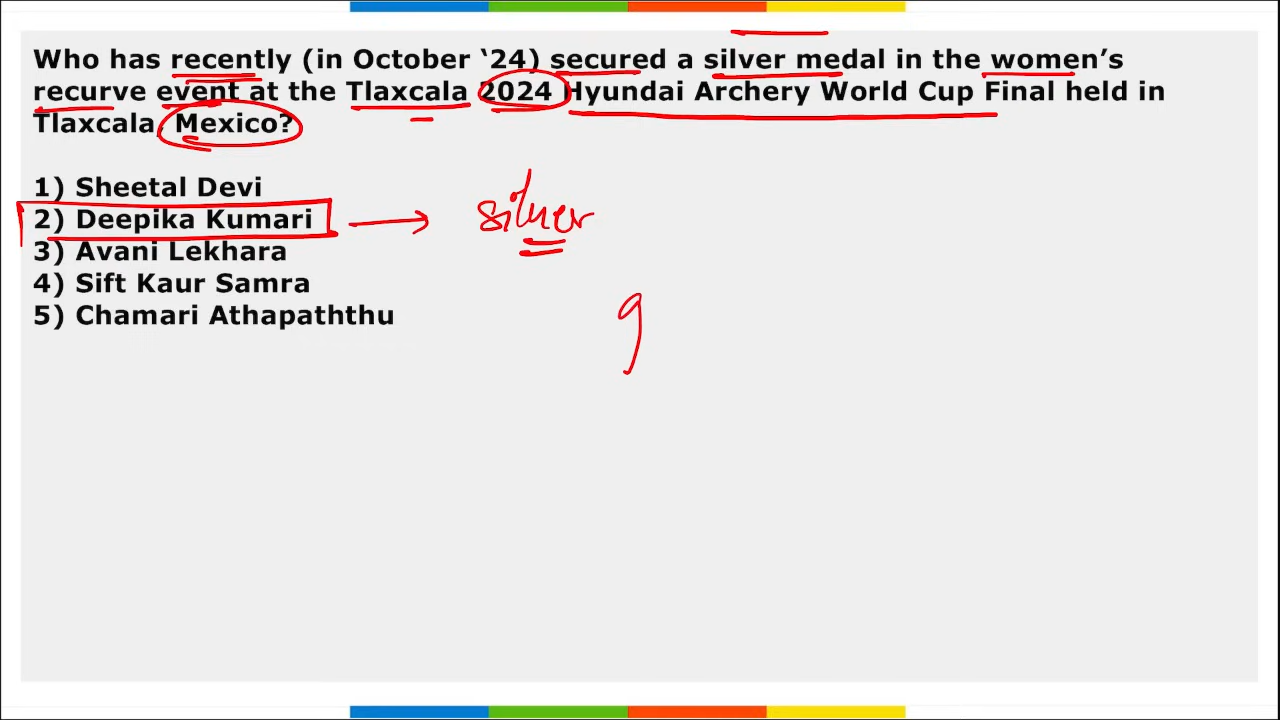 Who has recently (in October ‘24) secured a silver medal in the women’s
recurve event at the Tlaxcala 2024 Hyundai Archery World Cup Final held in
Tlaxcala, Mexico?
1) Sheetal Devi
2) Deepika Kumari
silver
3) Avani Lekhara
4) Sift Kaur Samra
5) Chamari Athapaththu
9